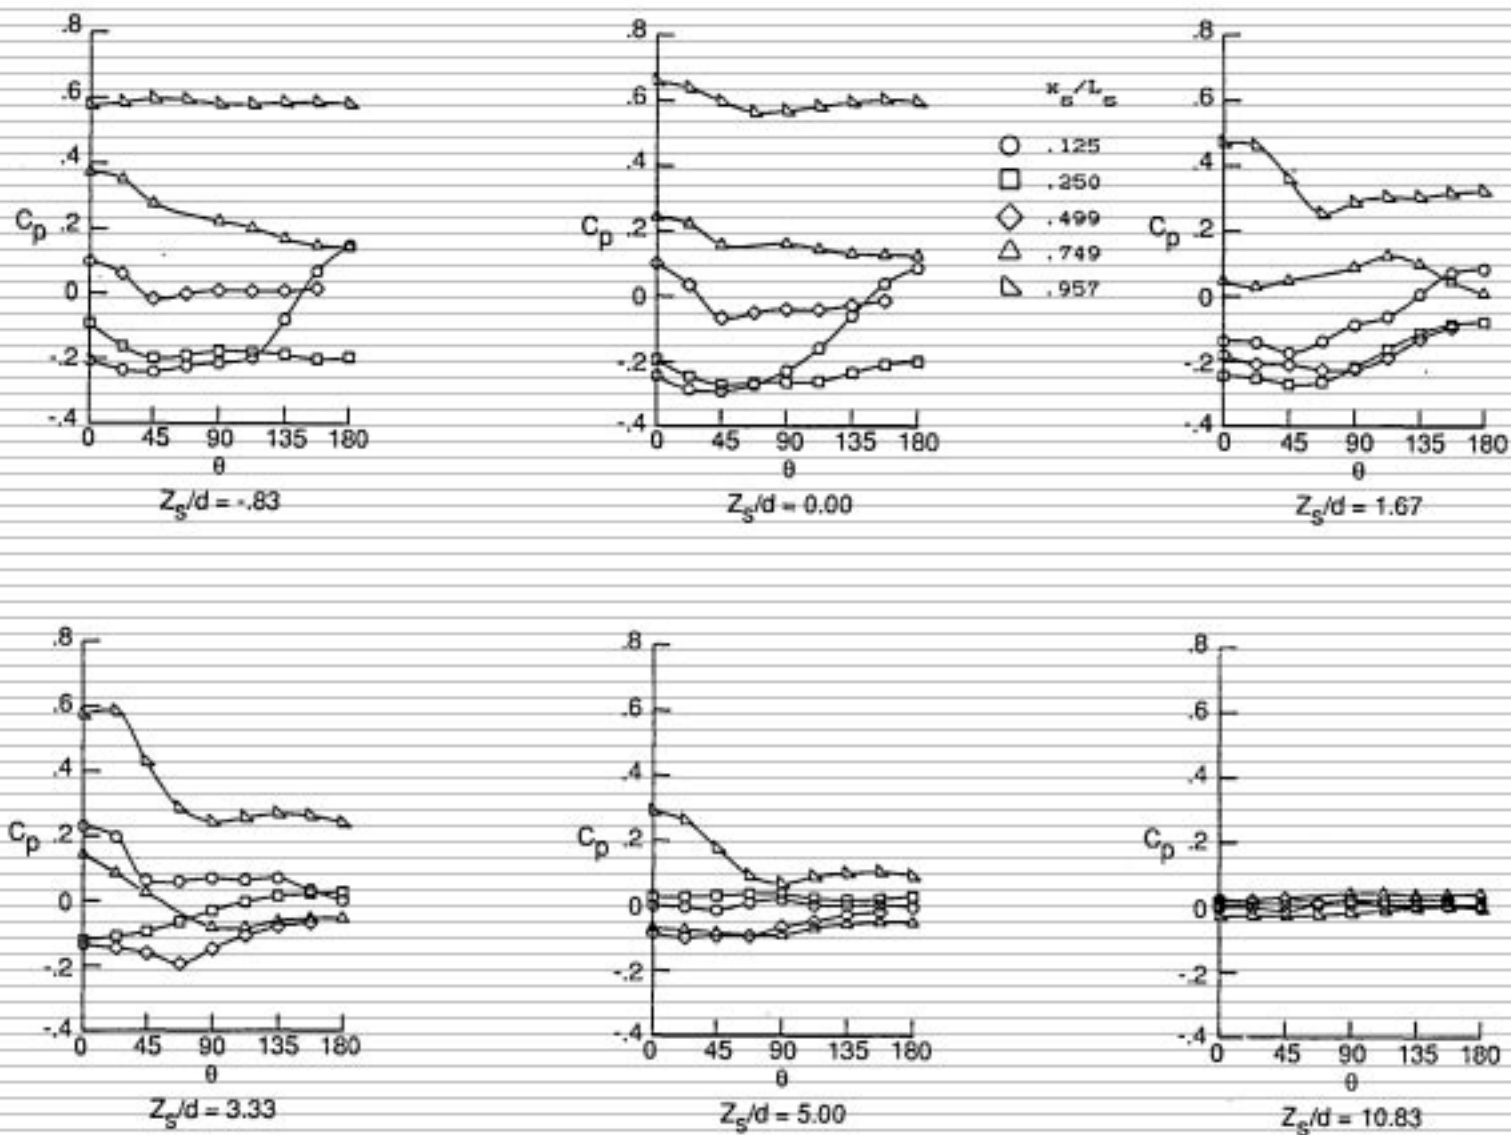 .8
.6
.4
Cp .2
0
-.2
-.4
0 45 90 135 180
θ
Zs/d = -.83
.8
.6
.4
Cp .2
0
-.2
-.4
0 45 90 135 180
θ
Zs/d = 0.00
xs/Ls
.125
.250
.499
.749
.957
.8
.6
.4
Cp .2
0
-.2
-.4
0 45 90 135 180
θ
Zs/d = 1.67
.8
.6
.4
Cp .2
0
-.2
-.4
0 45 90 135 180
θ
Zs/d = 3.33
.8
.6
.4
Cp .2
0
-.2
-.4
0 45 90 135 180
θ
Zs/d = 5.00
.8
.6
.4
Cp .2
0
-.2
-.4
0 45 90 135 180
θ
Zs/d = 10.83